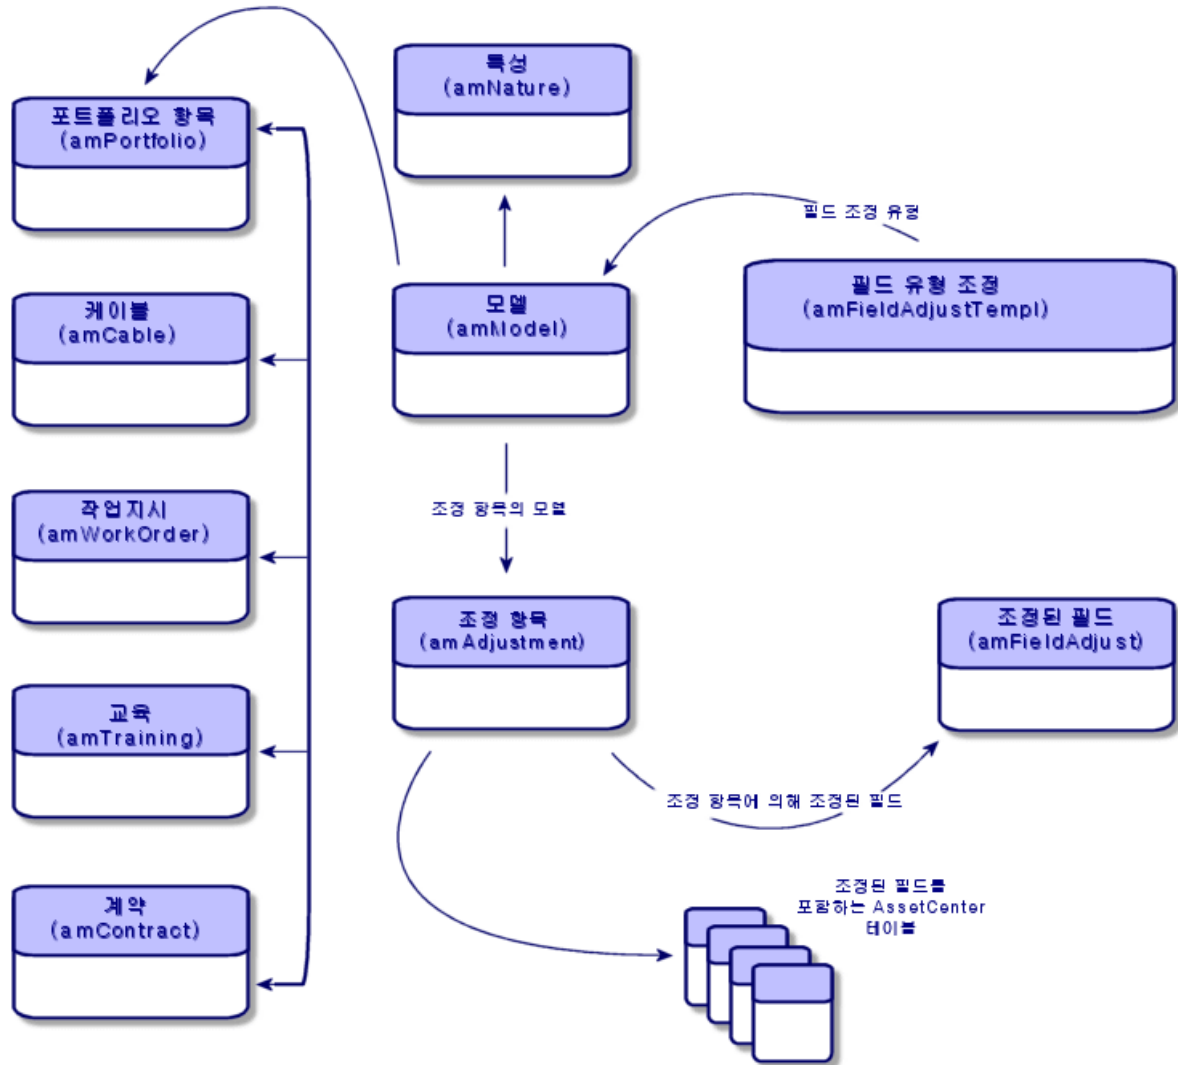 특성
(amNature)
포트폴리오 항목
(amPortfolio)
필드 조정 유형
케이블
(amCable)
모델
(amModel)
필드 유형 조정
(amFieldAdjustTempl)
작업지시
(amWorkOrder)
조정 항목의 모델
조정 항목
(amAdjustment)
조정된 필드
(amFieldAdjust)
교육
(amTraining)
조정 항목에 의해 조정된 필드
계약
(amContract)
조정된 필드를
포함하는 AssetCenter
테이블